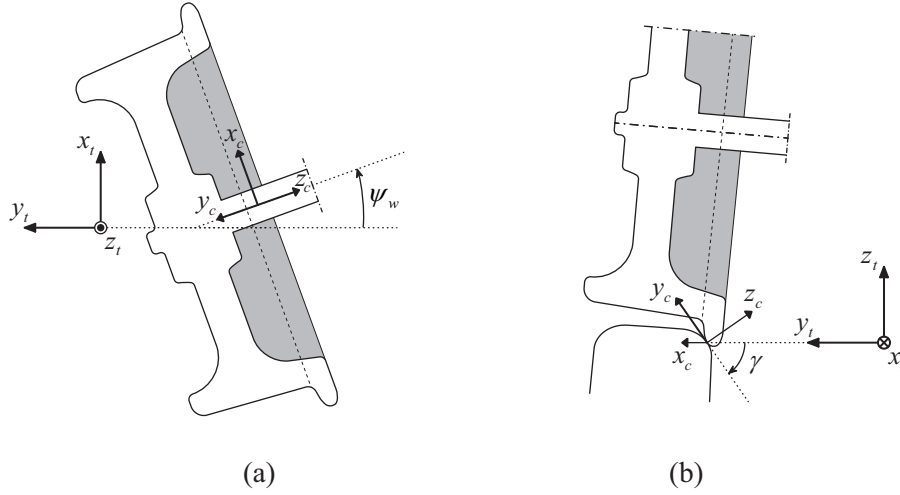 x_t
y_t
z_t
x_c
y_c
z_c
ψ_w
(a)
y_c
z_c
x_c
γ
z_t
y_t
x
(b)